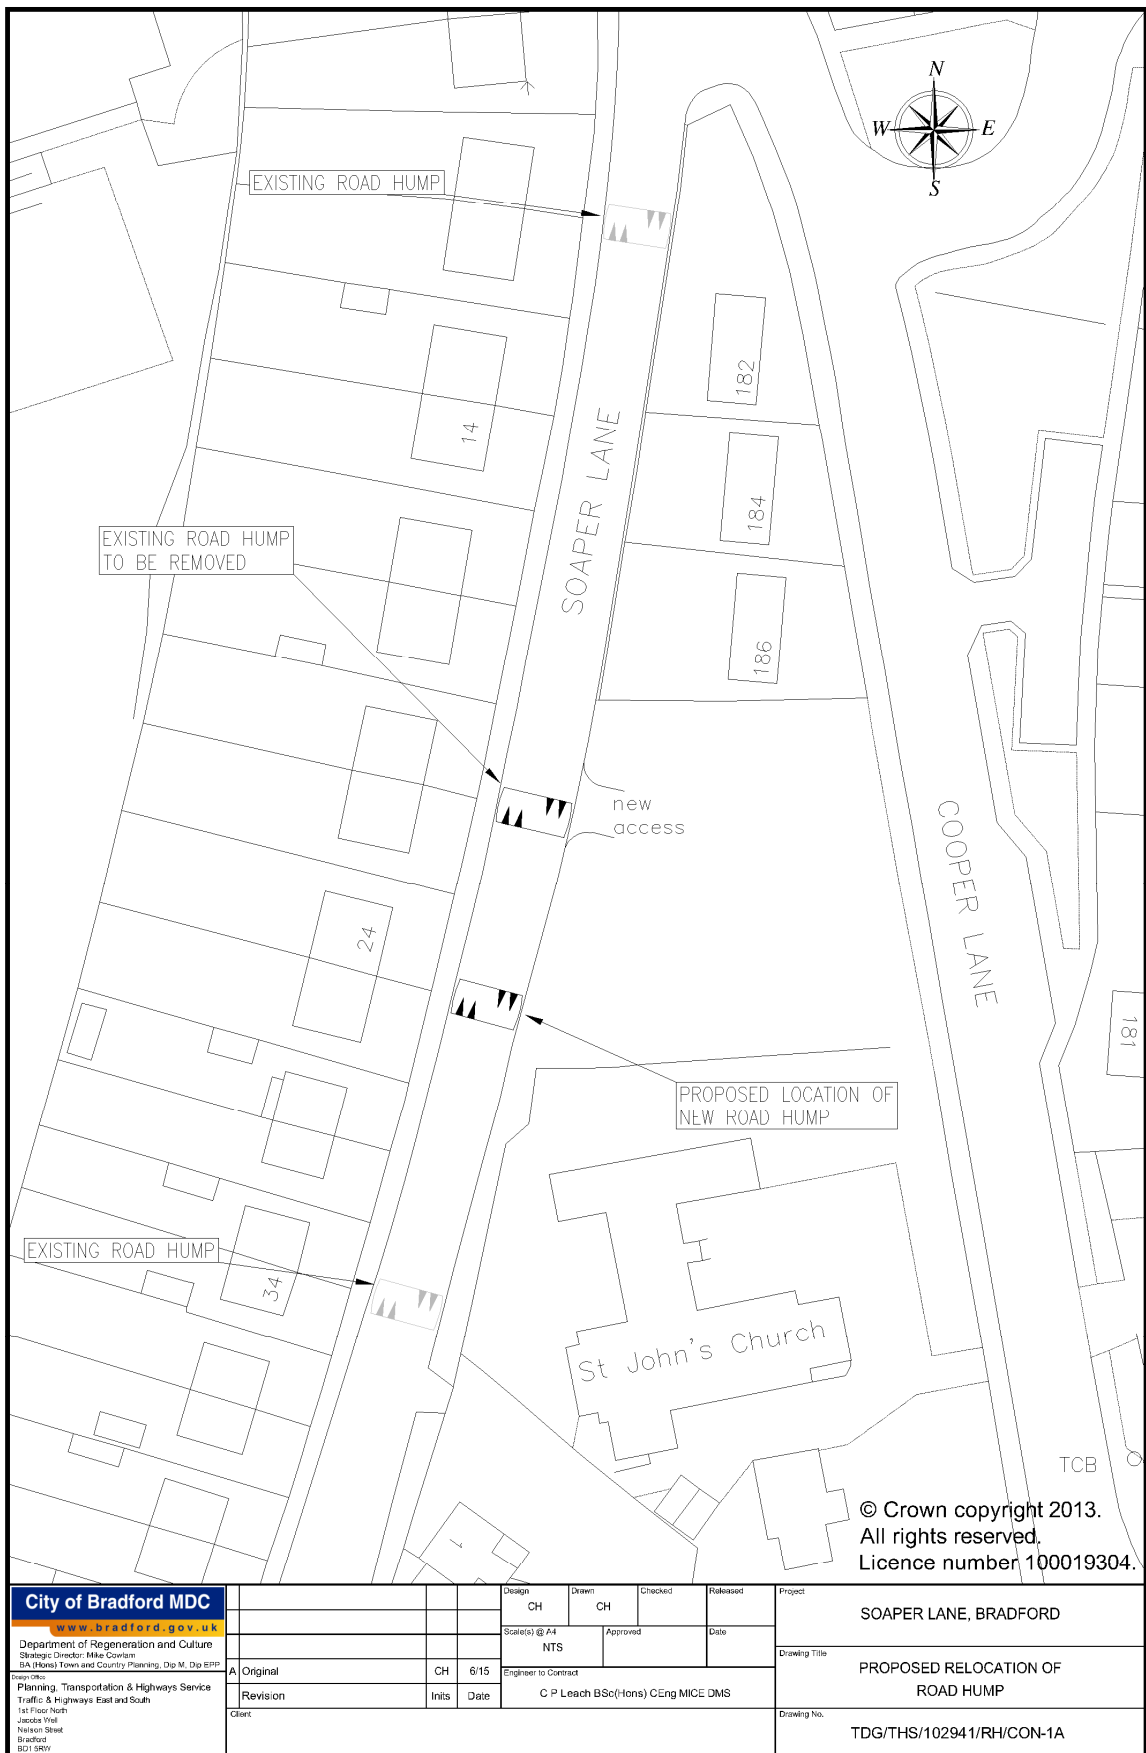 N
W
E
S
EXISTING ROAD HUMP
182
14
SOAPER LANE
184
EXISTING ROAD HUMP
TO BE REMOVED
186
new
access
COOPER LANE
24
181
PROPOSED LOCATION OF
NEW ROAD HUMP
EXISTING ROAD HUMP
34
St John's Church
TCB
1
© Crown copyright 2013.
All rights reserved.
Licence number 100019304.
City of Bradford MDC
www.bradford.gov.uk
Department of Regeneration and Culture
Strategic Director: Mike Cowlam
BA (Hons) Town and Country Planning, Dip M, Dip EPP
Design Office
Planning, Transportation & Highways Service
Traffic & Highways East and South
1st Floor North
Jacobs Well
Nelson Street
Bradford
BD1 5RW
A Original CH 6/15
Revision Inits Date
Client
Design Drawn Checked Released
CH CH
Scale(s) @ A4 Approved Date
NTS
Engineer to Contract
C P Leach BSc(Hons) CEng MICE DMS
Project
SOAPER LANE, BRADFORD
Drawing Title
PROPOSED RELOCATION OF
ROAD HUMP
Drawing No.
TDG/THS/102941/RH/CON-1A